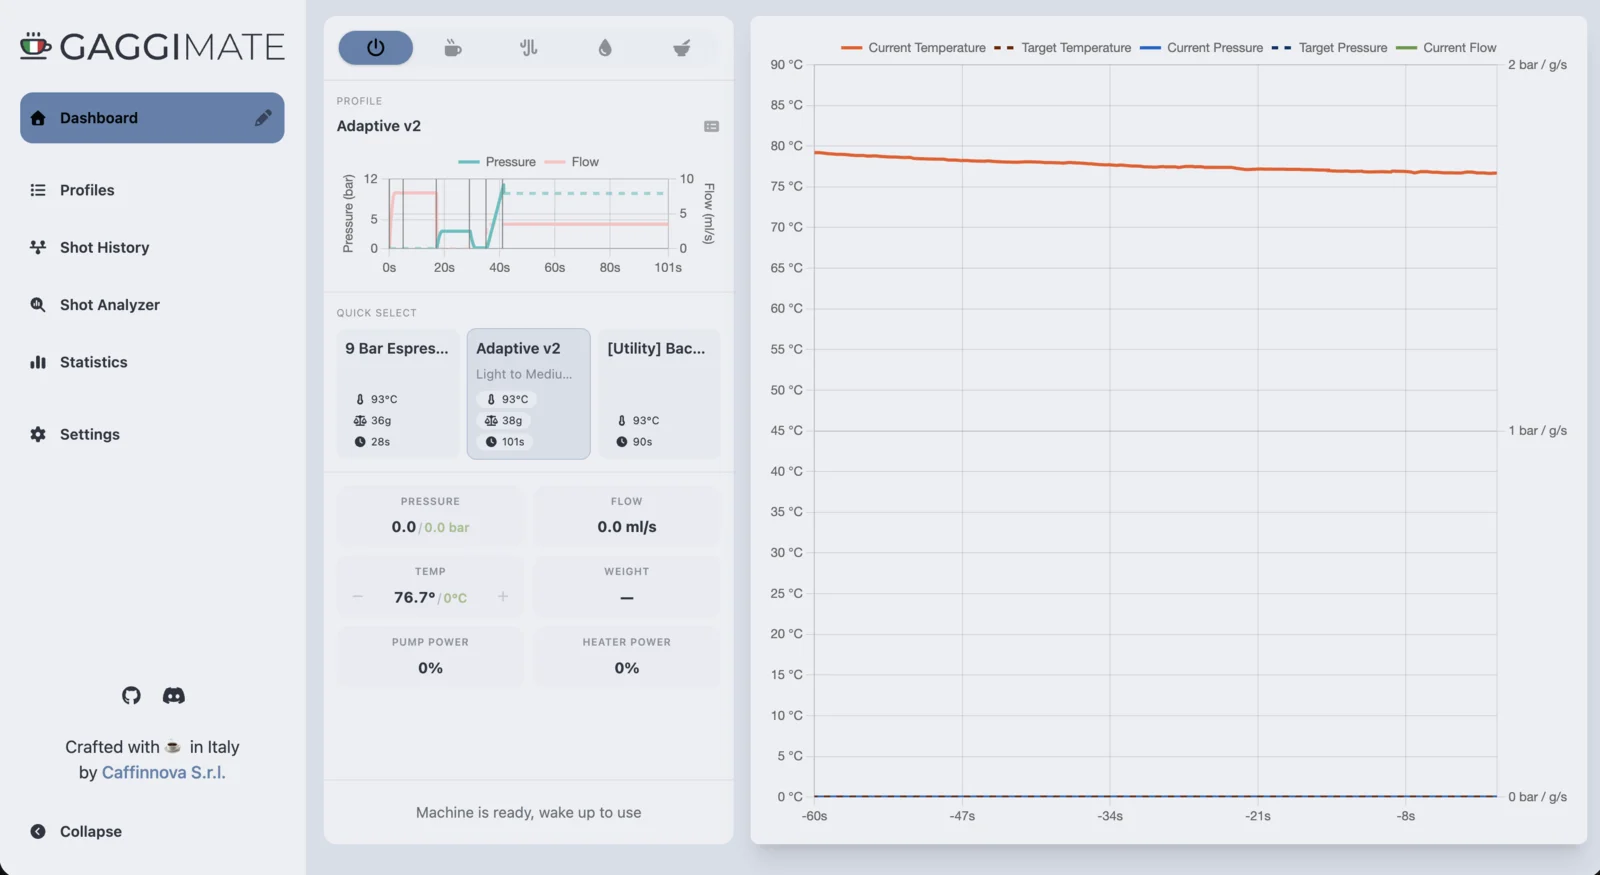 GAGGIMATE
Dashboard
Profiles
Shot History
Shot Analyzer
Statistics
Settings
Crafted with ☕ in Italy
by Caffinnova S.r.l.
Collapse
PROFILE
Adaptive v2
Pressure Flow
Pressure (bar)
12
5
0
10
5
0
Flow (ml/s)
0s 20s 40s 60s 80s 101s
QUICK SELECT
9 Bar Espres...
93°C
36g
28s
Adaptive v2
Light to Mediu...
93°C
38g
101s
[Utility] Bac...
93°C
90s
PRESSURE
0.0/0.0 bar
FLOW
0.0 ml/s
TEMP
− 76.7°/0°C +
WEIGHT
—
PUMP POWER
0%
HEATER POWER
0%
Machine is ready, wake up to use
Current Temperature Target Temperature Current Pressure Target Pressure Current Flow
90 °C
85 °C
80 °C
75 °C
70 °C
65 °C
60 °C
55 °C
50 °C
45 °C
40 °C
35 °C
30 °C
25 °C
20 °C
15 °C
10 °C
5 °C
0 °C
2 bar / g/s
1 bar / g/s
0 bar / g/s
-60s -47s -34s -21s -8s